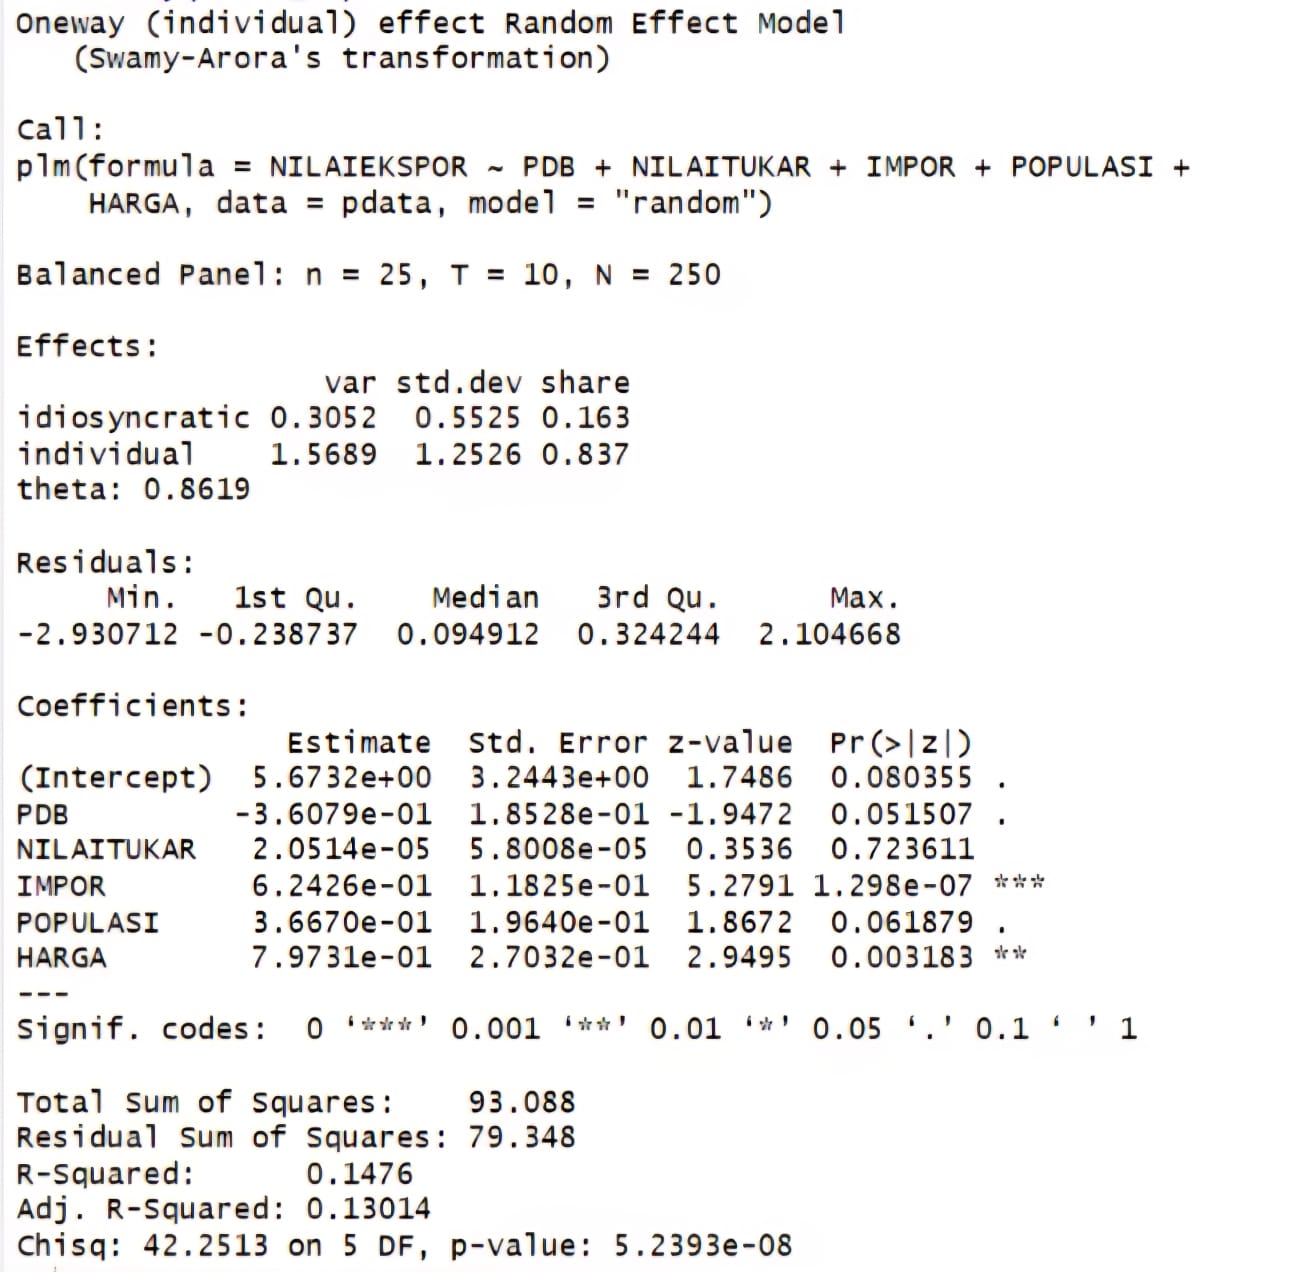 Oneway (individual) effect Random Effect Model
(Swamy-Arora's transformation)
Call:
plm(formula = NILAIEKSPOR ~ PDB + NILAITUKAR + IMPOR + POPULASI +
HARGA, data = pdata, model = "random")
Balanced Panel: n = 25, T = 10, N = 250
Effects:
var std.dev share
idiosyncratic 0.3052 0.5525 0.163
individual 1.5689 1.2526 0.837
theta: 0.8619
Residuals:
Min. 1st Qu. Median 3rd Qu. Max.
-2.930712 -0.238737 0.094912 0.324244 2.104668
Coefficients:
Estimate Std. Error z-value Pr(>|z|)
(Intercept) 5.6732e+00 3.2443e+00 1.7486 0.080355 .
PDB -3.6079e-01 1.8528e-01 -1.9472 0.051507 .
NILAITUKAR 2.0514e-05 5.8008e-05 0.3536 0.723611
IMPOR 6.2426e-01 1.1825e-01 5.2791 1.298e-07 ***
POPULASI 3.6670e-01 1.9640e-01 1.8672 0.061879 .
HARGA 7.9731e-01 2.7032e-01 2.9495 0.003183 **
---
Signif. codes: 0 ‘***’ 0.001 ‘**’ 0.01 ‘*’ 0.05 ‘.’ 0.1 ‘ ’ 1
Total Sum of Squares: 93.088
Residual Sum of Squares: 79.348
R-Squared: 0.1476
Adj. R-Squared: 0.13014
Chisq: 42.2513 on 5 DF, p-value: 5.2393e-08